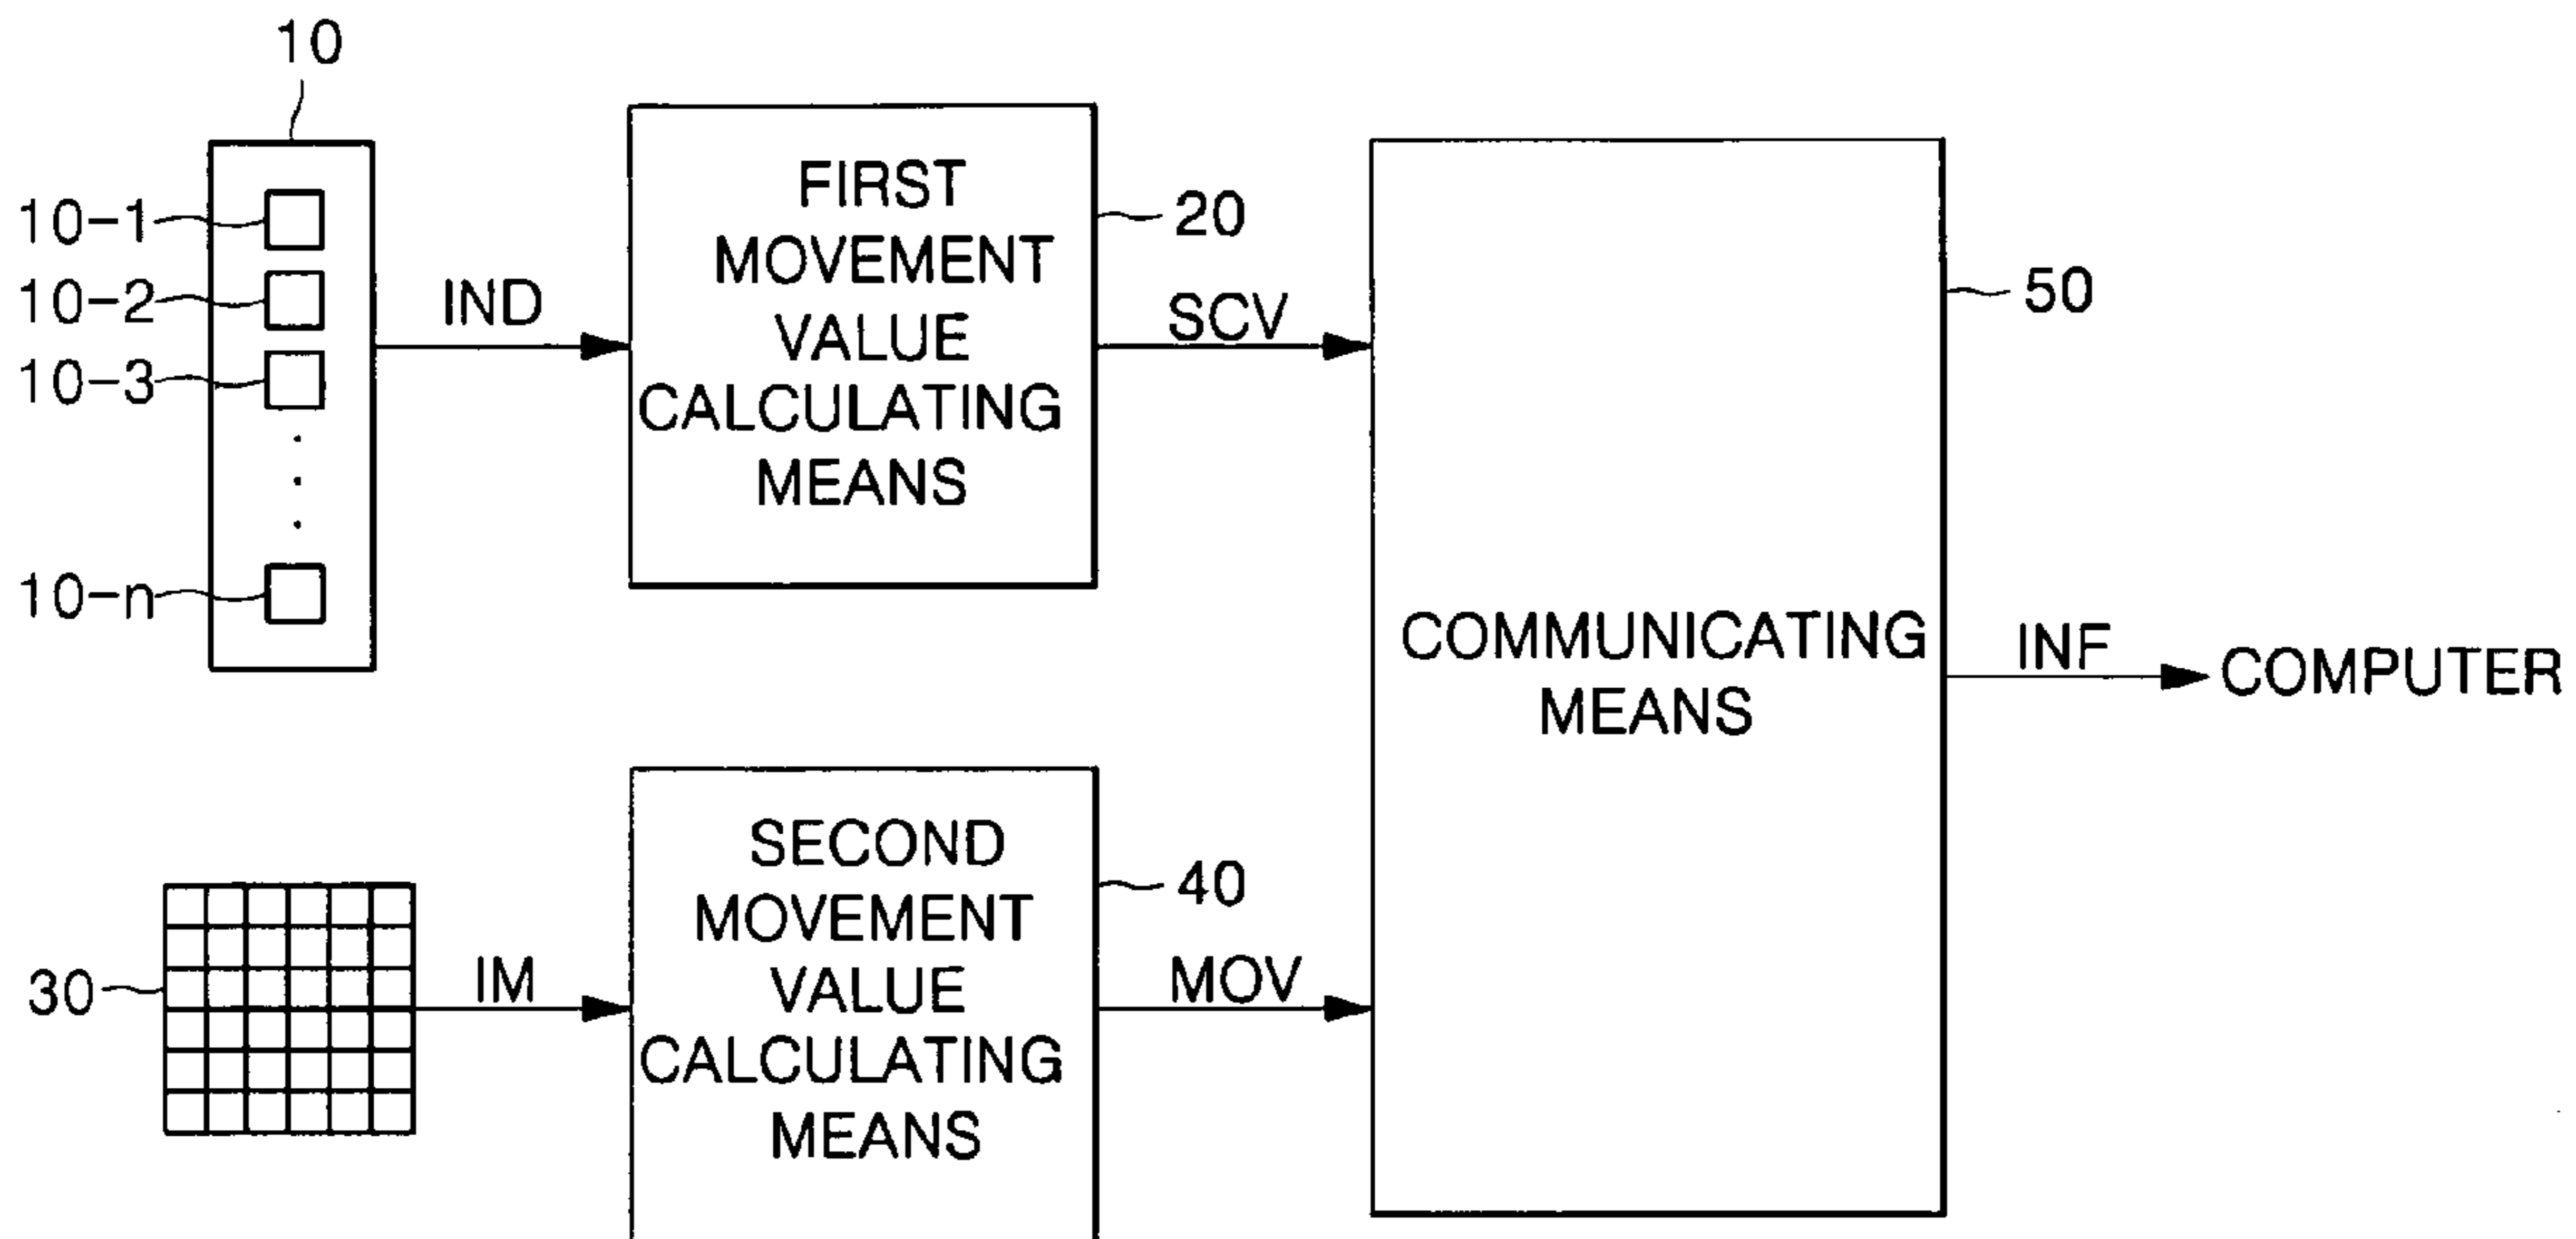 10
10-1
10-2
10-3
10-n
IND
FIRST
MOVEMENT
VALUE
CALCULATING
MEANS
20
SCV
30
IM
SECOND
MOVEMENT
VALUE
CALCULATING
MEANS
40
MOV
COMMUNICATING
MEANS
50
INF
COMPUTER